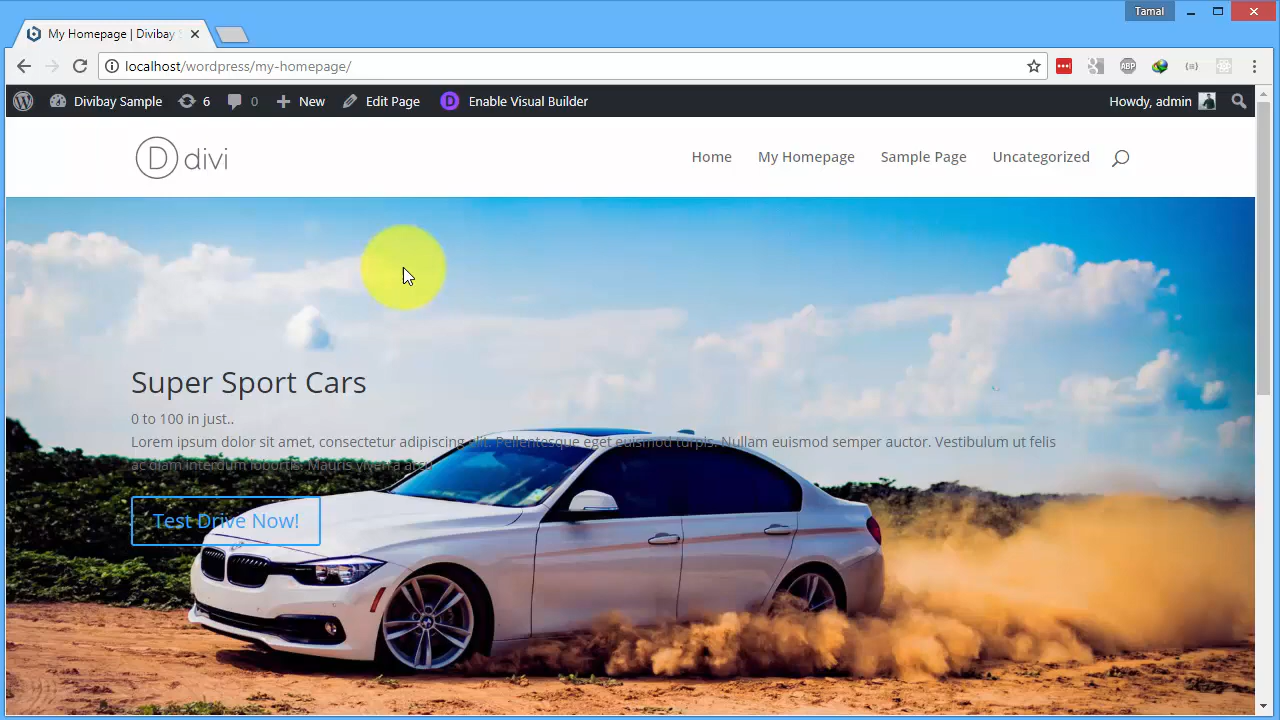 Tamal
My Homepage | Divibay
localhost/wordpress/my-homepage/
ABP
Divibay Sample 6 0 New Edit Page D Enable Visual Builder Howdy, admin
D divi
Home My Homepage Sample Page Uncategorized
Super Sport Cars
0 to 100 in just..
Lorem ipsum dolor sit amet, consectetur adipiscing elit. Pellentesque eget euismod turpis. Nullam euismod semper auctor. Vestibulum ut felis
ac diam interdum lobortis. Mauris viverra arcu
Test Drive Now!